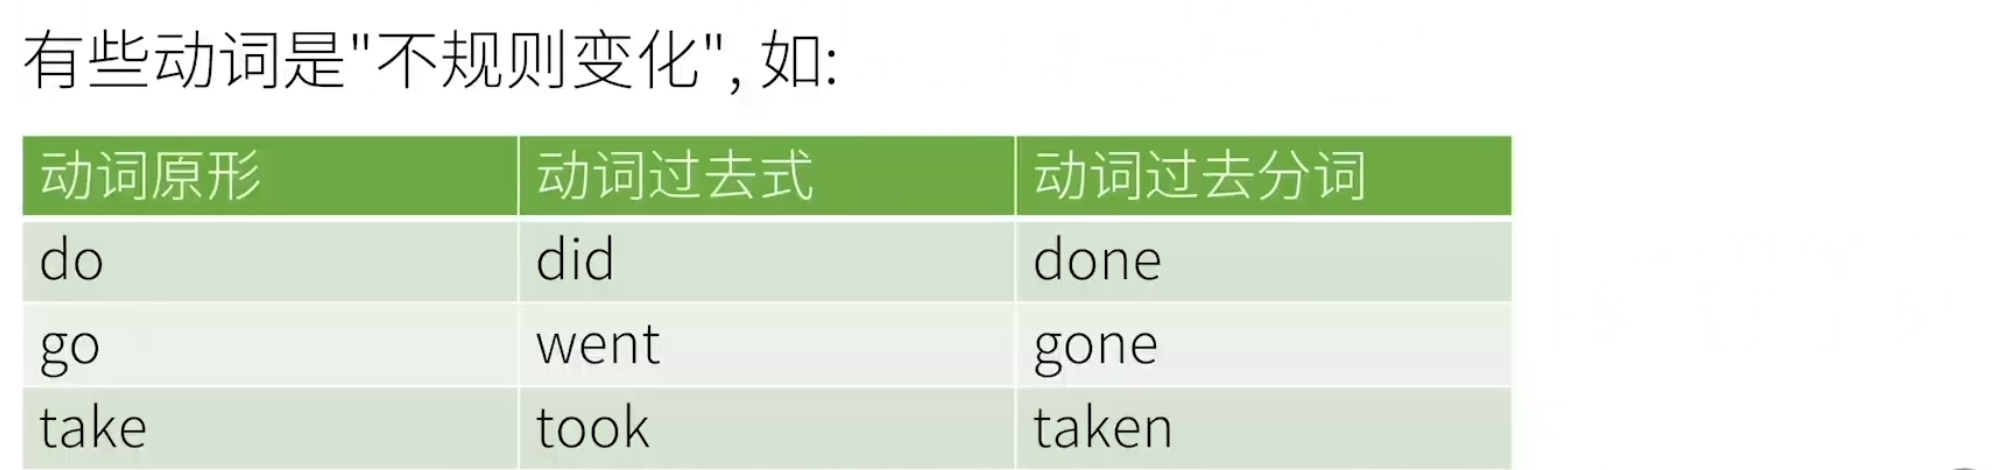 有些动词是"不规则变化", 如:
动词原形 动词过去式 动词过去分词
do did done
go went gone
take took taken